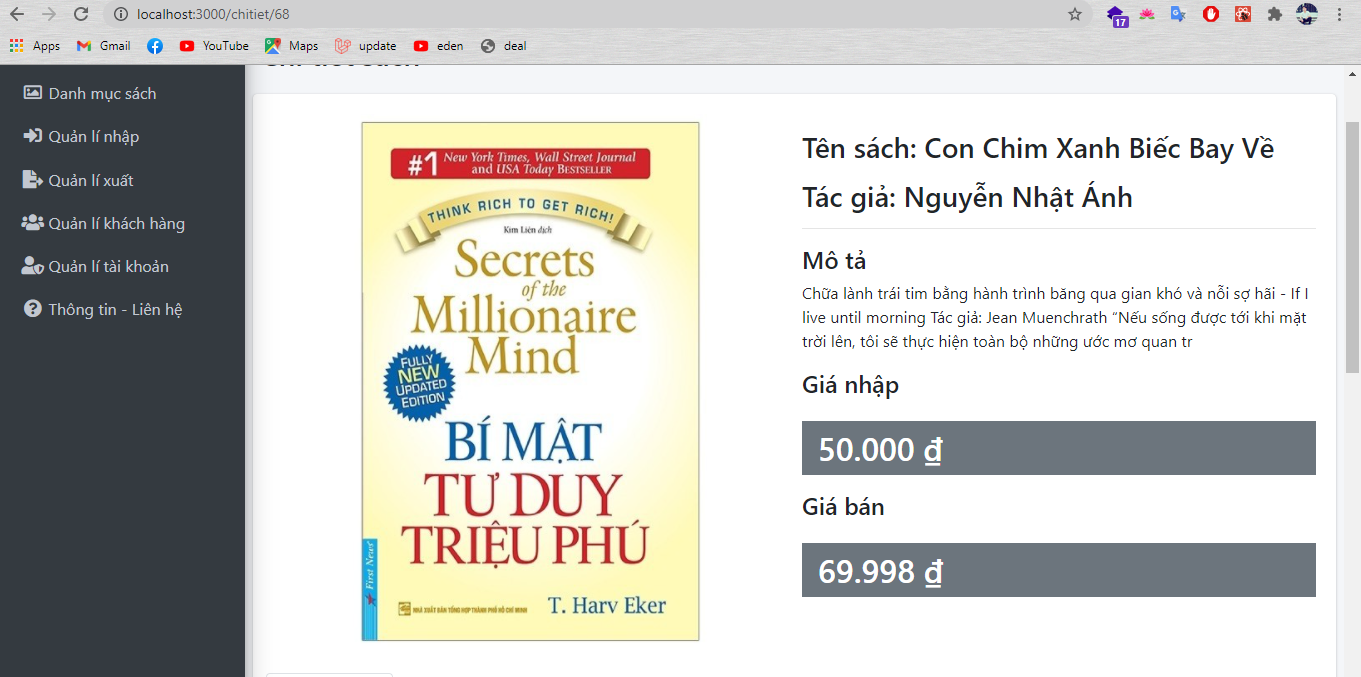 localhost:3000/chitiet/68
17
Apps
Gmail
YouTube
Maps
update
eden
deal
Danh mục sách
Quản lí nhập
Quản lí xuất
Quản lí khách hàng
Quản lí tài khoản
Thông tin - Liên hệ
#1 New York Times, Wall Street Journal
and USA Today BESTSELLER
THINK RICH TO GET RICH!
Kim Liên dịch
Secrets
of the
Millionaire
Mind
FULLY
NEW
UPDATED
EDITION
BÍ MẬT
TƯ DUY
TRIỆU PHÚ
First News
NHÀ XUẤT BẢN TỔNG HỢP THÀNH PHỐ HỒ CHÍ MINH
T. Harv Eker
Tên sách: Con Chim Xanh Biếc Bay Về
Tác giả: Nguyễn Nhật Ánh
Mô tả
Chữa lành trái tim bằng hành trình băng qua gian khó và nỗi sợ hãi - If I
live until morning Tác giả: Jean Muenchrath “Nếu sống được tới khi mặt
trời lên, tôi sẽ thực hiện toàn bộ những ước mơ quan tr
Giá nhập
50.000 ₫
Giá bán
69.998 ₫